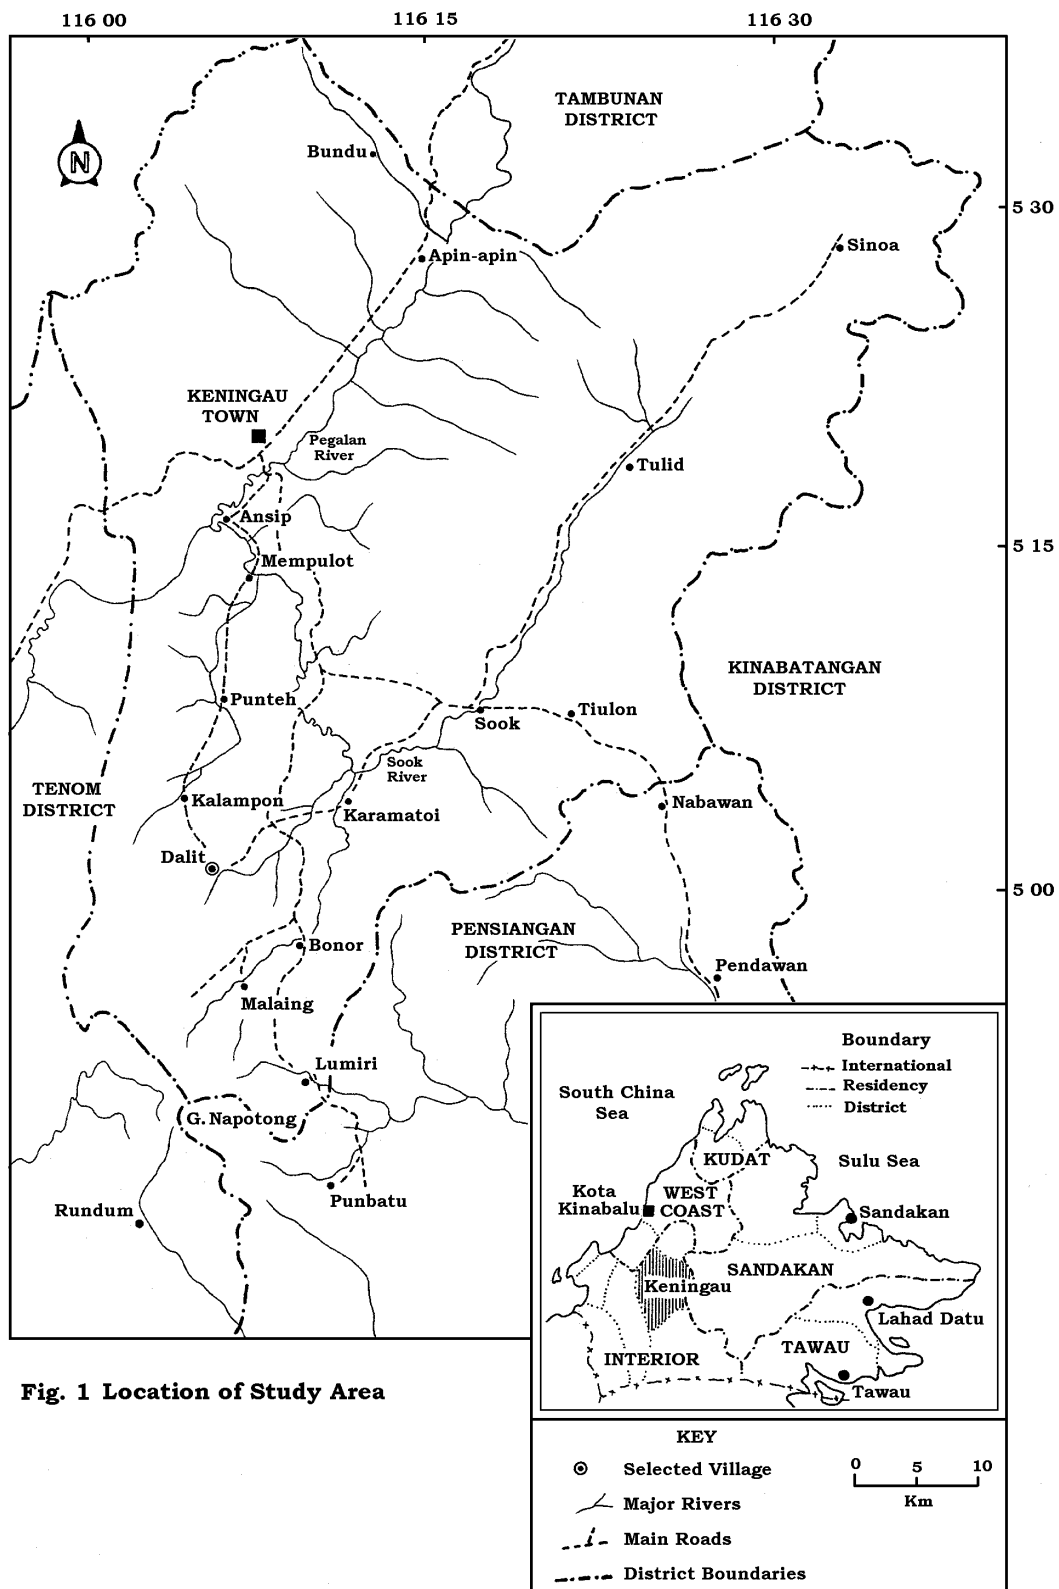 116 00
116 15
116 30
TAMBUNAN
DISTRICT
Bundu
N
5 30
Sinoa
Apin-apin
KENINGAU
TOWN
Pegalan
River
Tulid
Ansip
5 15
Mempulot
KINABATANGAN
DISTRICT
Punteh
Tiulon
Sook
Sook
River
TENOM
DISTRICT
Kalampon
Nabawan
Karamatoi
Dalit
5 00
PENSIANGAN
DISTRICT
Bonor
Pendawan
Malaing
Lumiri
G. Napotong
Punbatu
Rundum
Boundary
International
Residency
District
South China
Sea
KUDAT
Sulu Sea
Kota
Kinabalu
WEST
COAST
Sandakan
SANDAKAN
Keningau
Lahad Datu
TAWAU
INTERIOR
Tawau
Fig. 1 Location of Study Area
KEY
Selected Village
0 5 10
Km
Major Rivers
Main Roads
District Boundaries